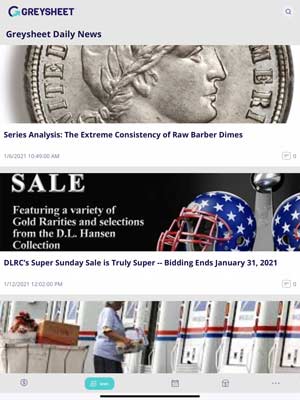 GREYSHEET
Greysheet Daily News
UNITED
AMERI
Series Analysis: The Extreme Consistency of Raw Barber Dimes
1/6/2021 10:49:00 AM
0
SALE
Featuring a variety of
Gold Rarities and selections
from the D.L. Hansen
Collection
DLRC's Super Sunday Sale is Truly Super -- Bidding Ends January 31, 2021
1/12/2021 12:02:00 PM
0